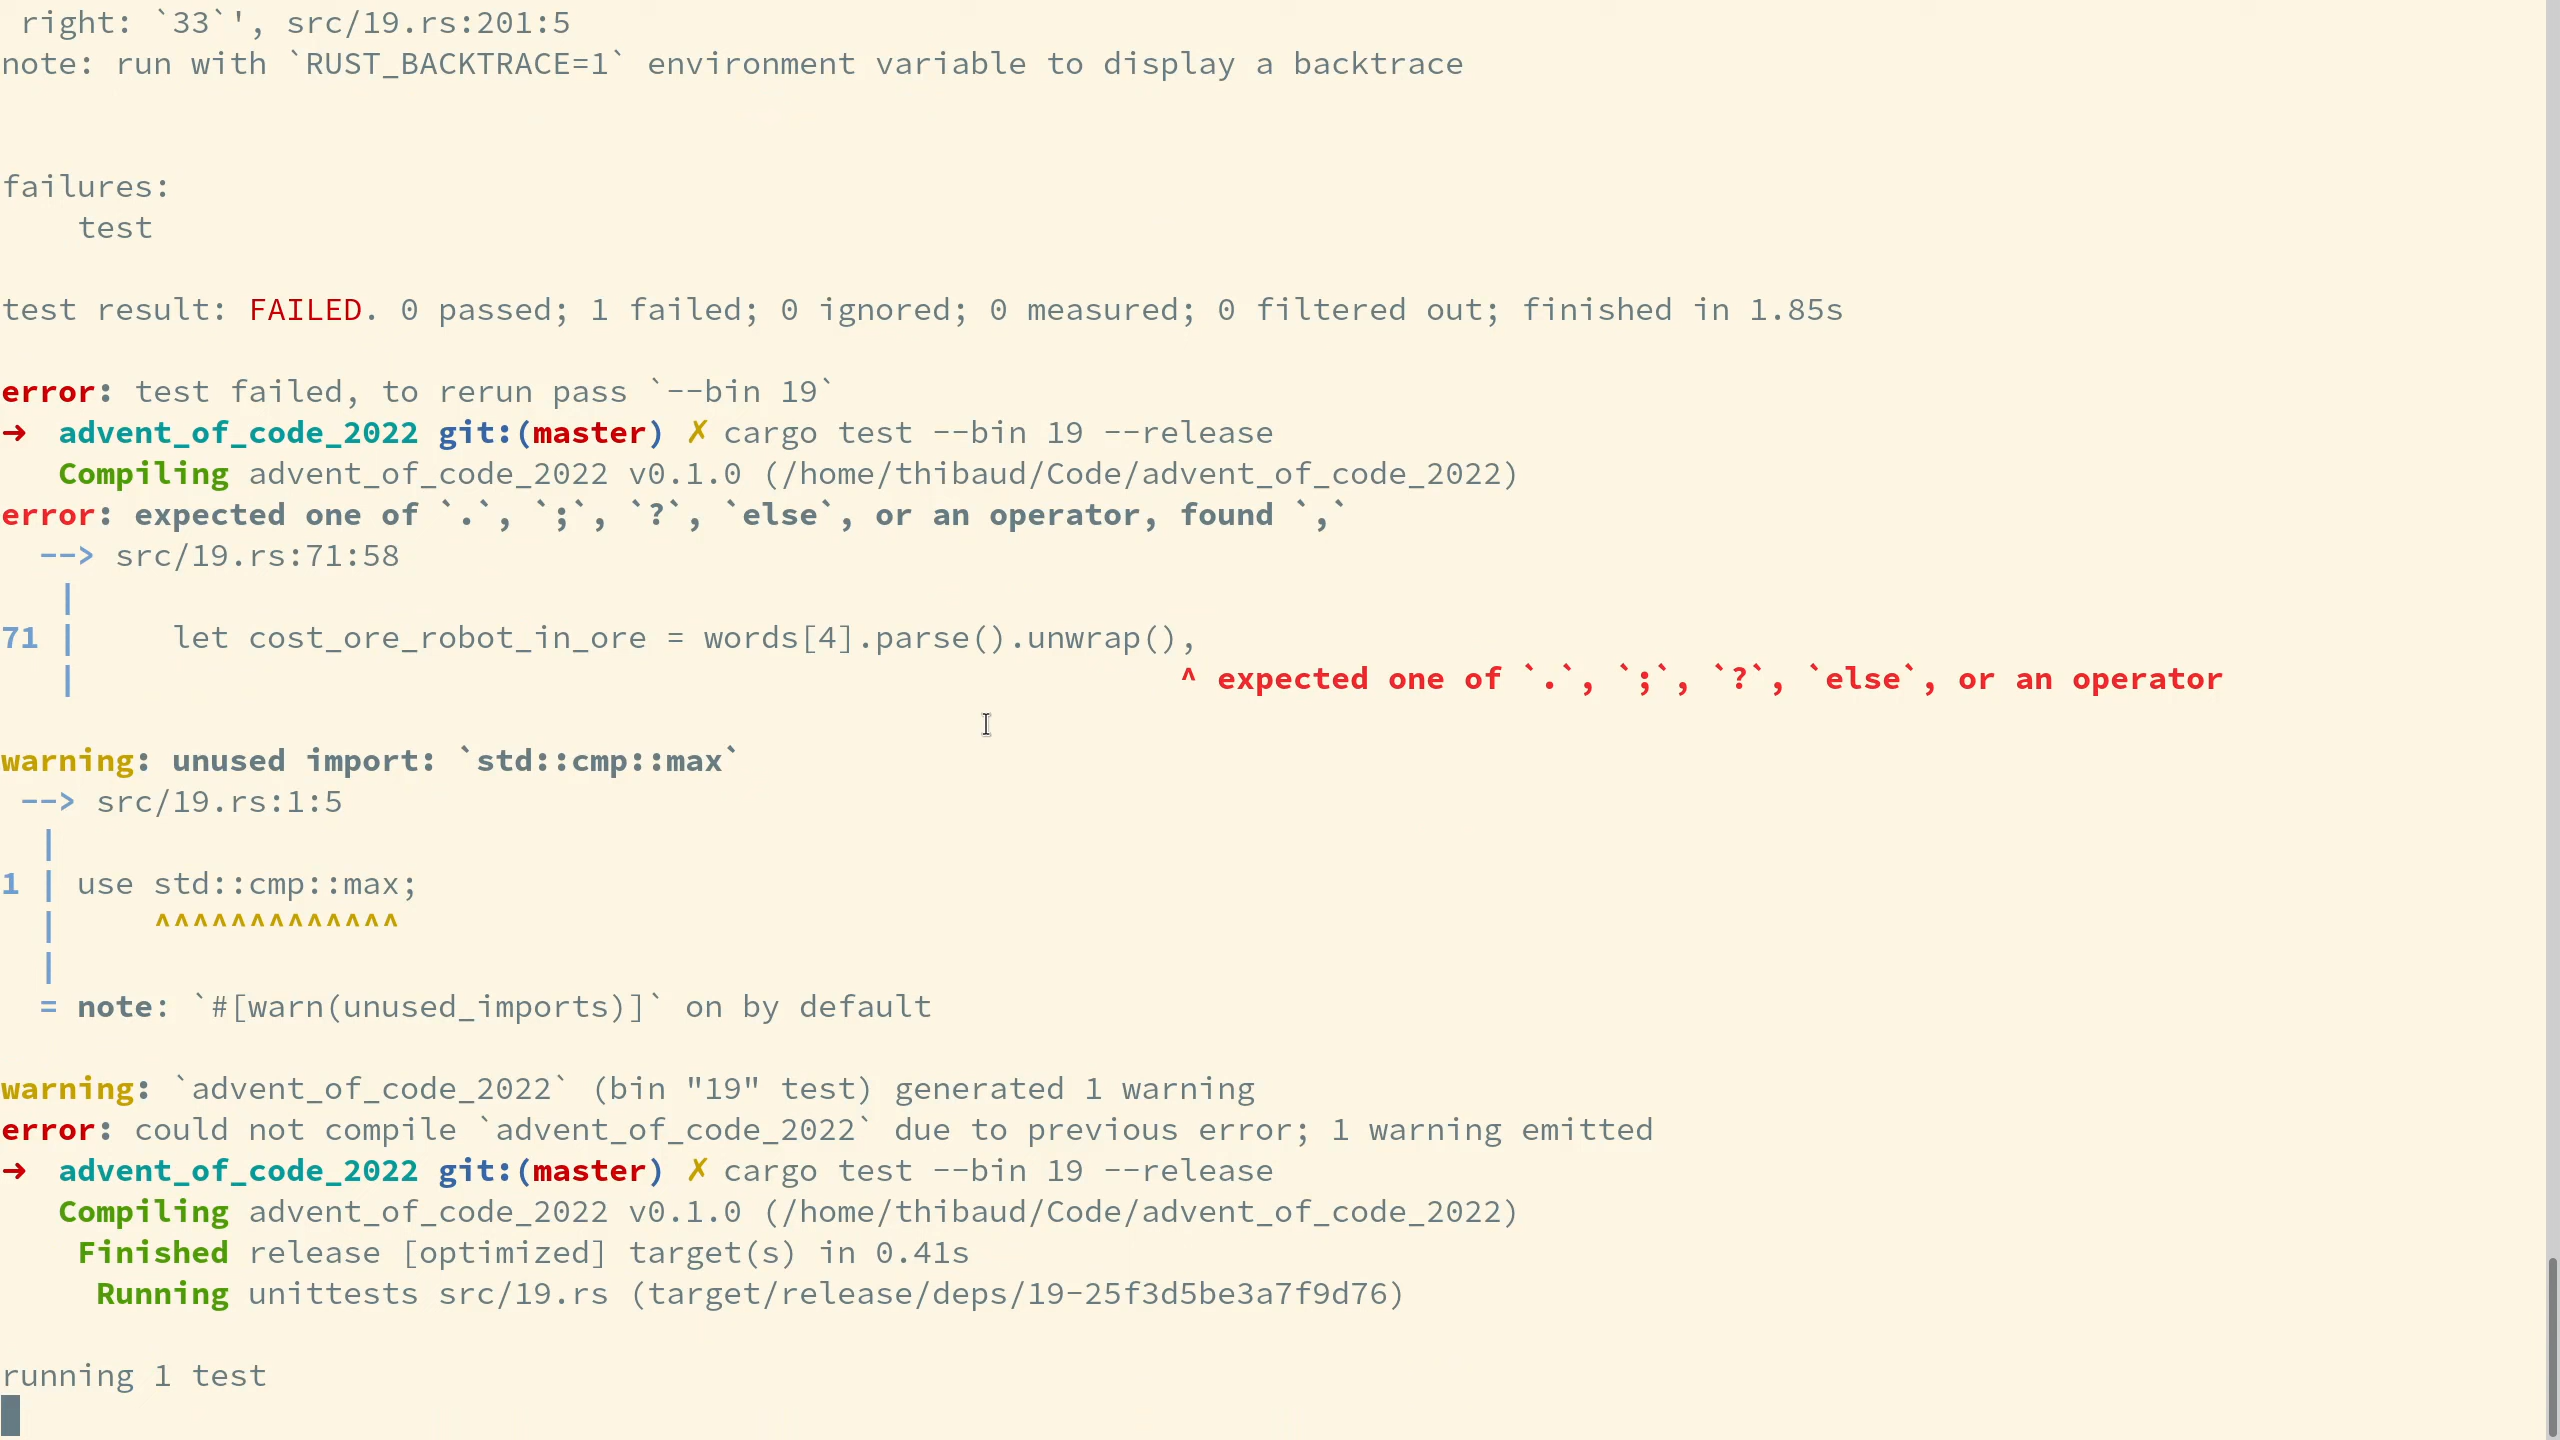 right: `33`', src/19.rs:201:5
note: run with `RUST_BACKTRACE=1` environment variable to display a backtrace
failures:
    test
test result: FAILED. 0 passed; 1 failed; 0 ignored; 0 measured; 0 filtered out; finished in 1.85s
error: test failed, to rerun pass `--bin 19`
➜  advent_of_code_2022 git:(master) ✗ cargo test --bin 19 --release
   Compiling advent_of_code_2022 v0.1.0 (/home/thibaud/Code/advent_of_code_2022)
error: expected one of `.`, `;`, `?`, `else`, or an operator, found `,`
  --> src/19.rs:71:58
   |
71 |     let cost_ore_robot_in_ore = words[4].parse().unwrap(),
   |                                                          ^ expected one of `.`, `;`, `?`, `else`, or an operator
warning: unused import: `std::cmp::max`
 --> src/19.rs:1:5
  |
1 | use std::cmp::max;
  |     ^^^^^^^^^^^^^
  |
  = note: `#[warn(unused_imports)]` on by default
warning: `advent_of_code_2022` (bin "19" test) generated 1 warning
error: could not compile `advent_of_code_2022` due to previous error; 1 warning emitted
➜  advent_of_code_2022 git:(master) ✗ cargo test --bin 19 --release
   Compiling advent_of_code_2022 v0.1.0 (/home/thibaud/Code/advent_of_code_2022)
    Finished release [optimized] target(s) in 0.41s
     Running unittests src/19.rs (target/release/deps/19-25f3d5be3a7f9d76)
running 1 test